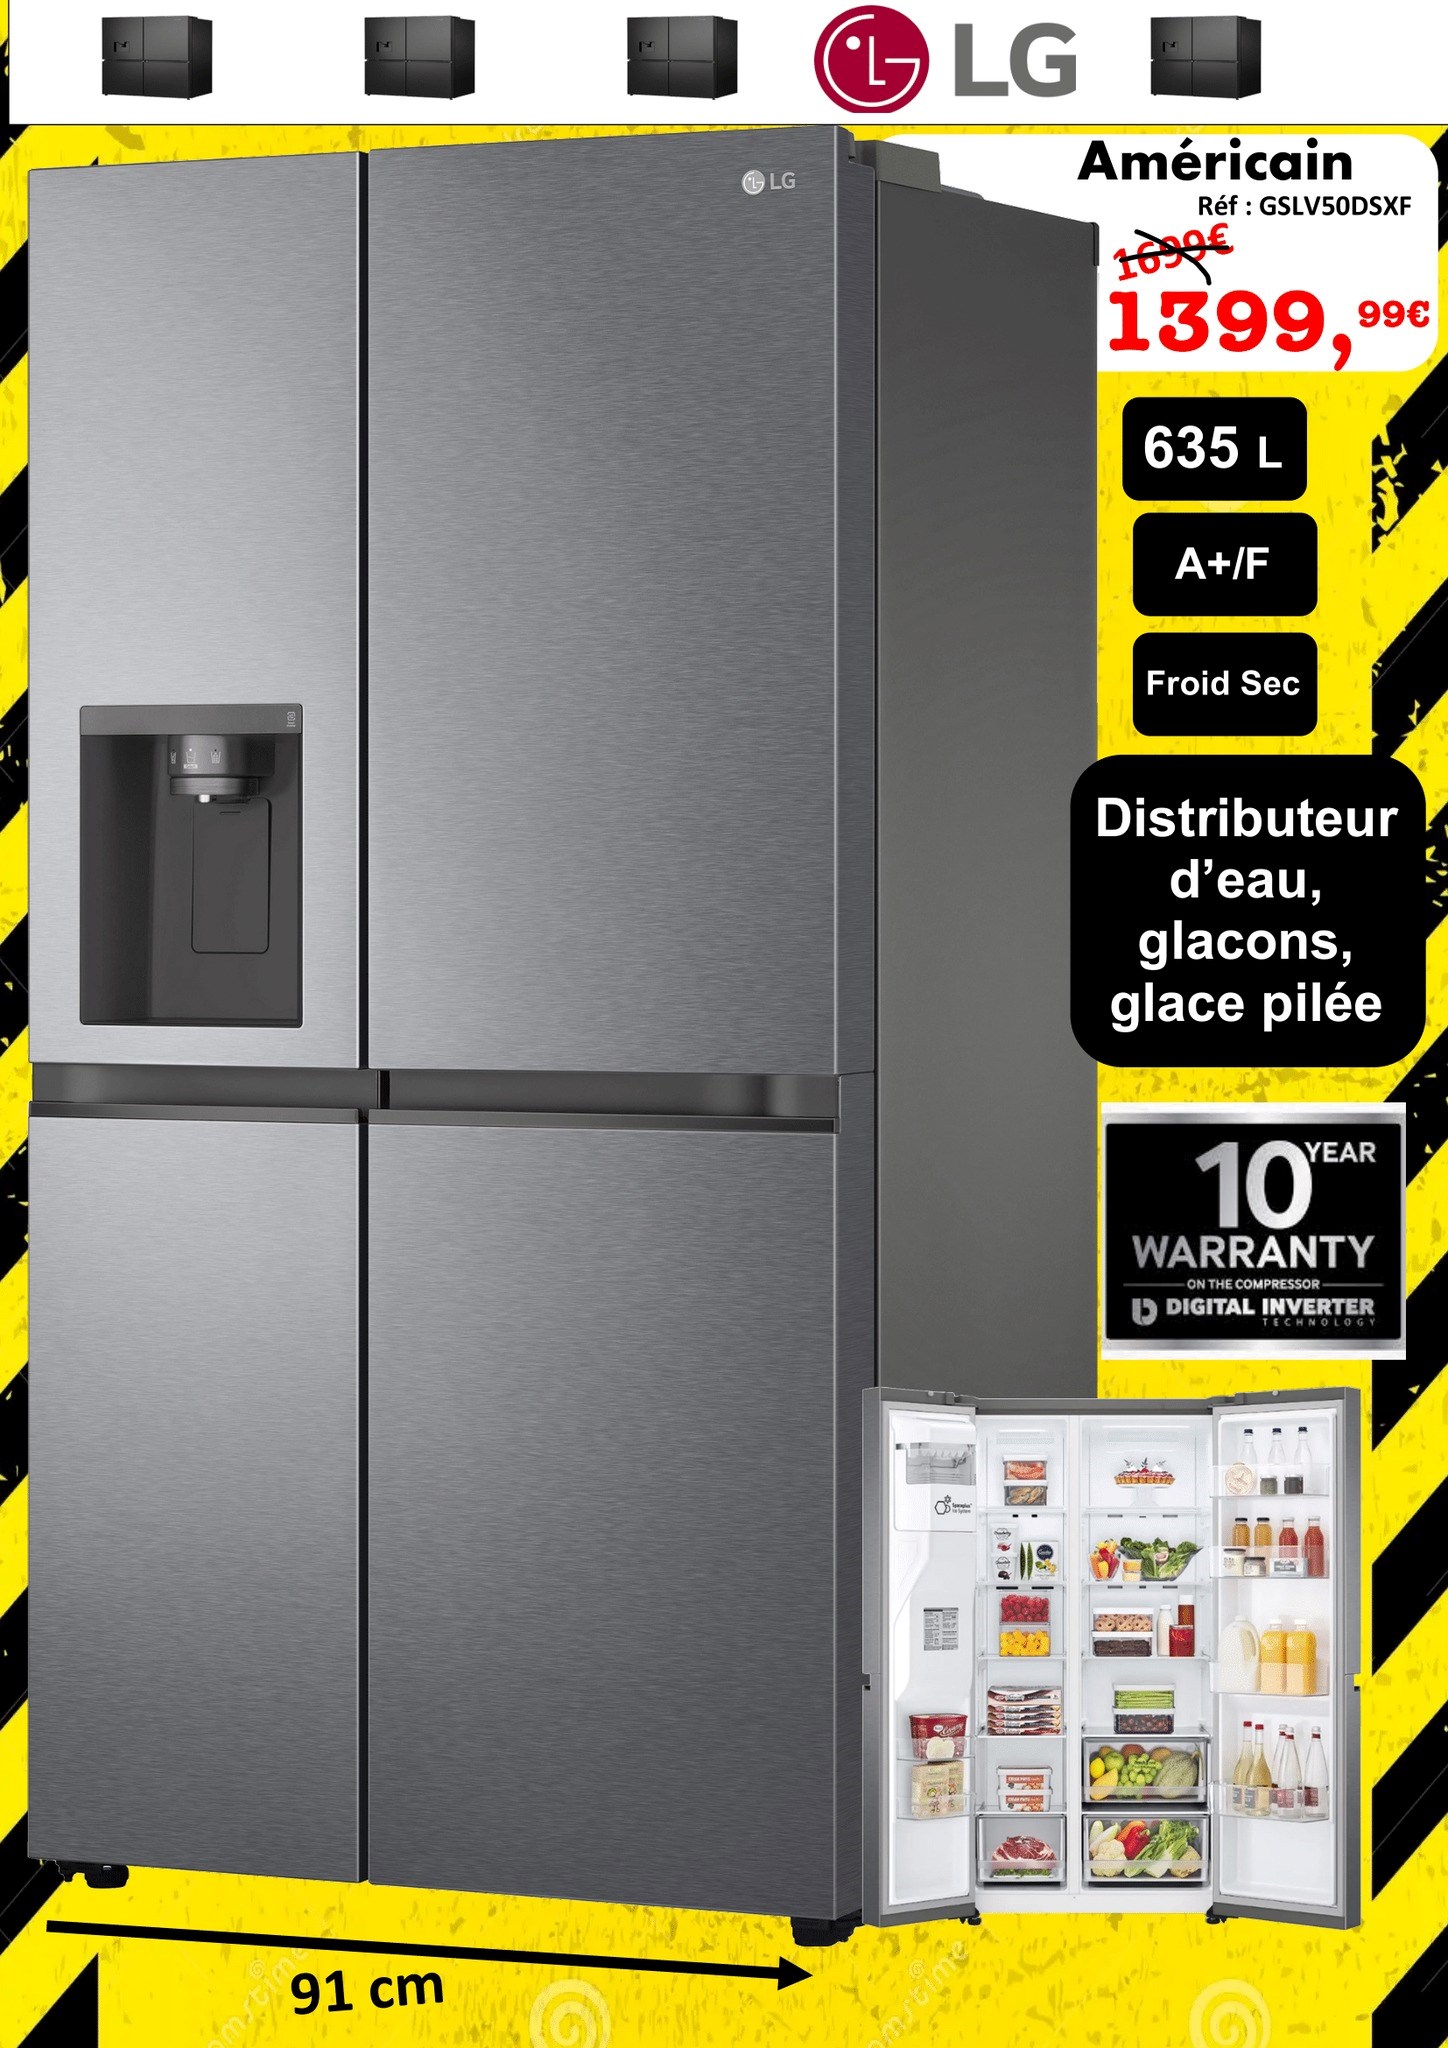 LG
Américain
Réf : GSLV50DSXF
1699€
1399,99€
LG
635 L
A+/F
Froid Sec
Distributeur
d'eau,
glacons,
glace pilée
10 YEAR
WARRANTY
ON THE COMPRESSOR
DIGITAL INVERTER
TECHNOLOGY
91 cm